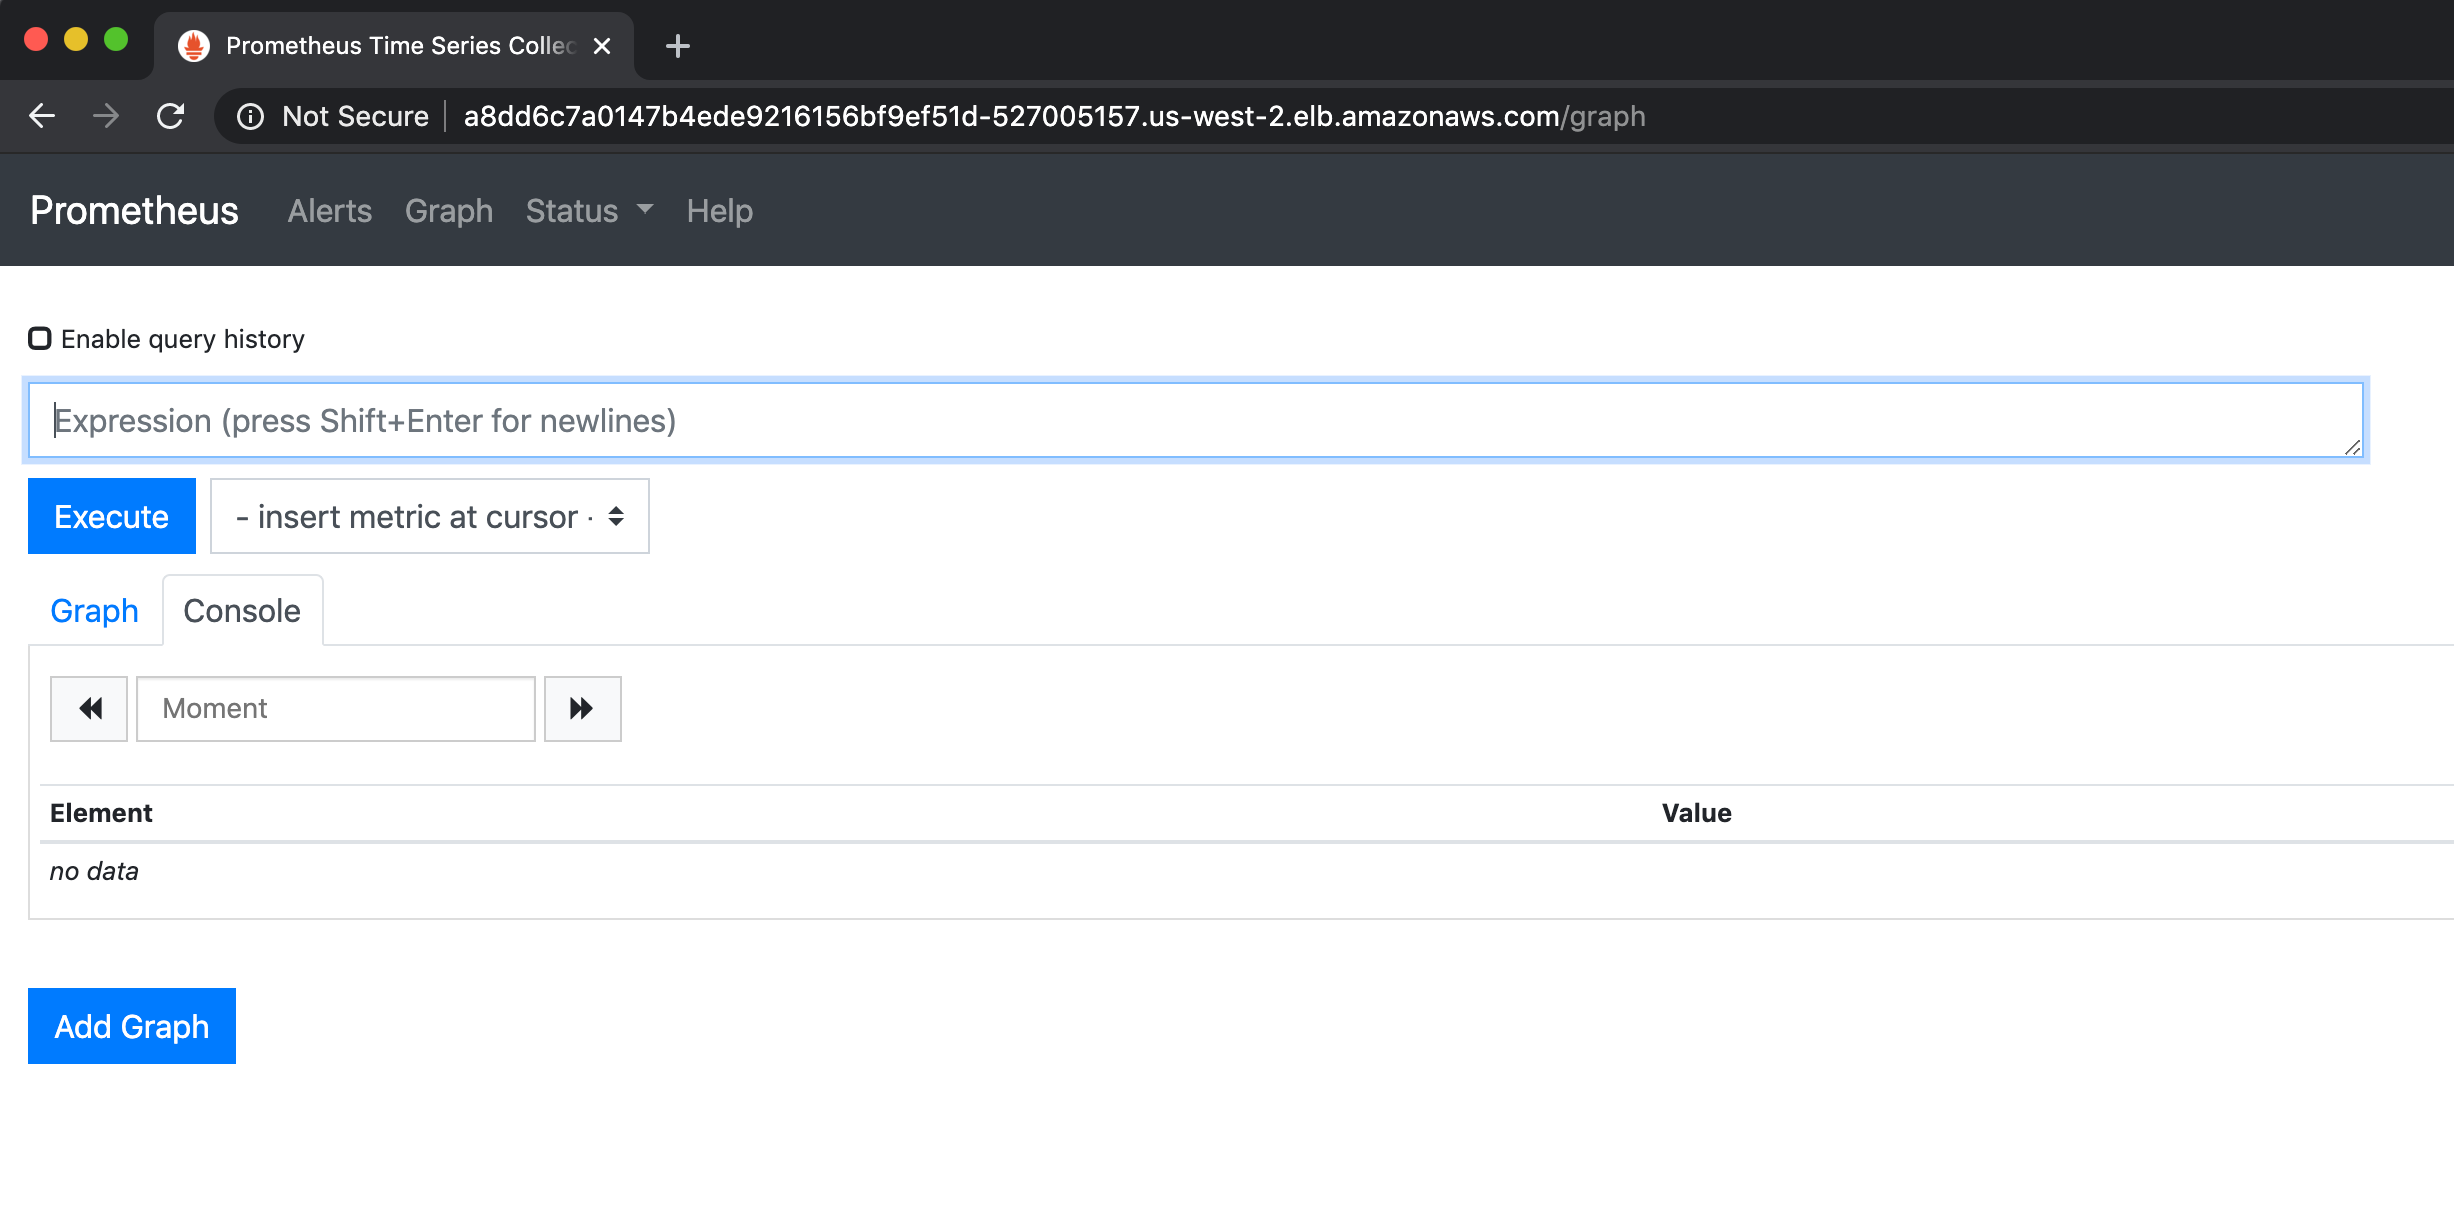 Prometheus Time Series Collec
Not Secure a8dd6c7a0147b4ede9216156bf9ef51d-527005157.us-west-2.elb.amazonaws.com/graph
Prometheus Alerts Graph Status Help
Enable query history
Expression (press Shift+Enter for newlines)
Execute - insert metric at cursor -
Graph Console
Moment
Element Value
no data
Add Graph